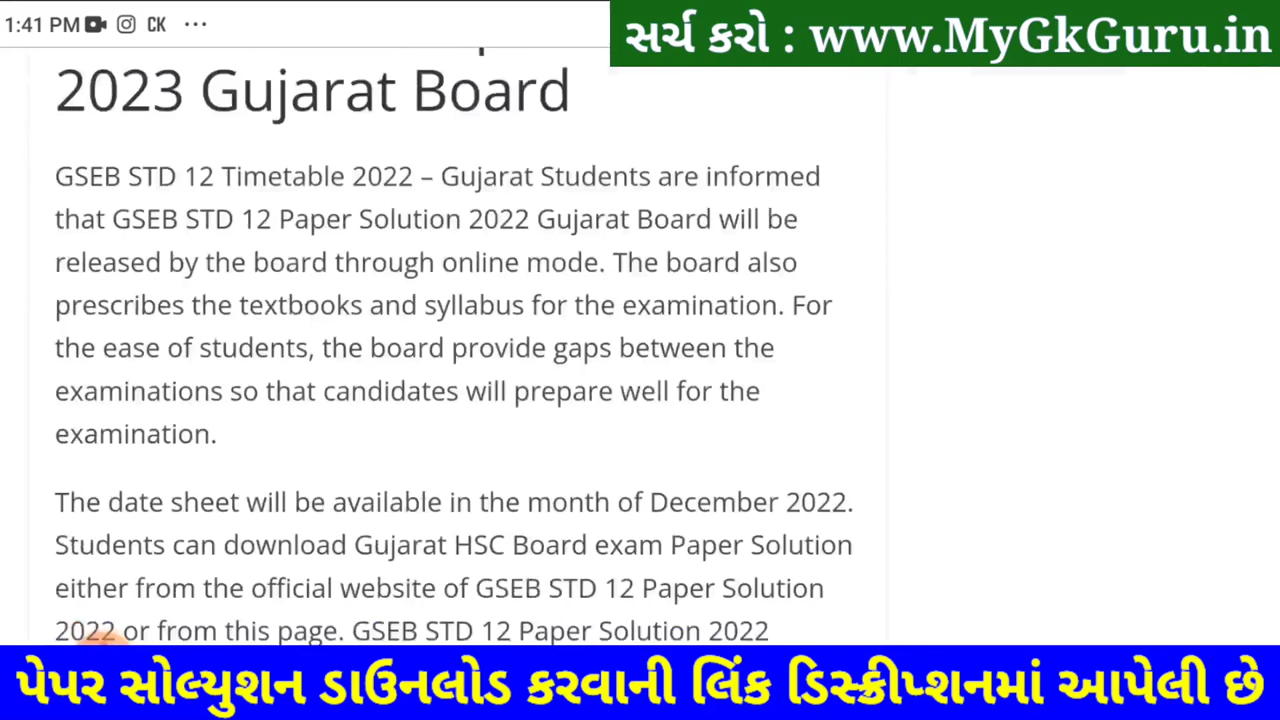 1:41 PM CK ...
સર્ચ કરો : www.MyGkGuru.in
2023 Gujarat Board
GSEB STD 12 Timetable 2022 – Gujarat Students are informed
that GSEB STD 12 Paper Solution 2022 Gujarat Board will be
released by the board through online mode. The board also
prescribes the textbooks and syllabus for the examination. For
the ease of students, the board provide gaps between the
examinations so that candidates will prepare well for the
examination.
The date sheet will be available in the month of December 2022.
Students can download Gujarat HSC Board exam Paper Solution
either from the official website of GSEB STD 12 Paper Solution
2022 or from this page. GSEB STD 12 Paper Solution 2022
પેપર સોલ્યુશન ડાઉનલોડ કરવાની લિંક ડિસ્ક્રીપ્શનમાં આપેલી છે